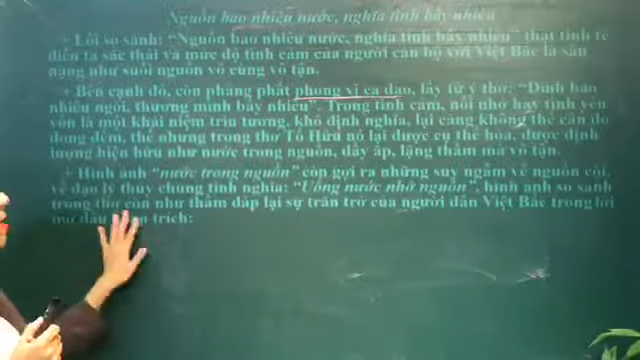 Nguồn bao nhiêu nước, nghĩa tình bấy nhiêu
+ Lối so sánh: "Nguồn bao nhiêu nước, nghĩa tình bấy nhiêu" thật tinh tế
diễn tả sắc thái và mức độ tình cảm của người cán bộ với Việt Bắc là sâu
nặng như suối nguồn vô cùng vô tận.
+ Bên cạnh đó, còn phảng phất phong vị ca dao, lấy từ ý thơ: "Đình bao
nhiêu ngói, thương mình bấy nhiêu". Trong tình cảm, nỗi nhớ hay tình yêu
vốn là một khái niệm trừu tượng, khó định nghĩa, lại càng không thể cân đo
đong đếm, thế nhưng trong thơ Tố Hữu nó lại được cụ thể hóa, được định
lượng hiện hữu như nước trong nguồn, đầy ắp, lặng thầm mà vô tận.
+ Hình ảnh "nước trong nguồn" còn gợi ra những suy ngẫm về nguồn cội,
về đạo lý thủy chung tình nghĩa: "Uống nước nhớ nguồn", hình ảnh so sánh
trong thơ còn như thầm đáp lại sự trăn trở của người dân Việt Bắc trong lời
mở đầu trích: